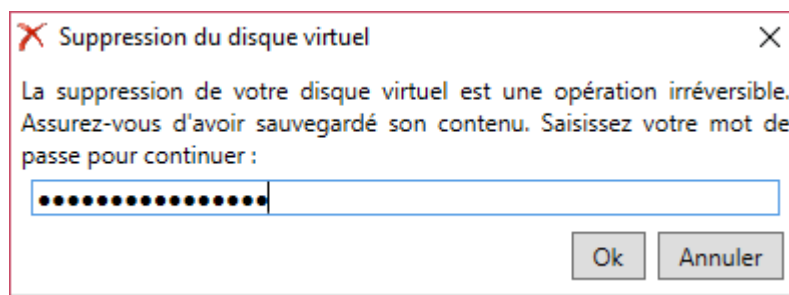 Suppression du disque virtuel
La suppression de votre disque virtuel est une opération irréversible.
Assurez-vous d'avoir sauvegardé son contenu. Saisissez votre mot de
passe pour continuer :
••••••••••••••••
Ok Annuler